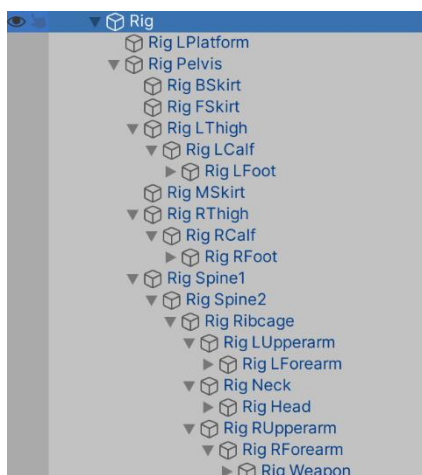 Rig
Rig LPlatform
Rig Pelvis
Rig BSkirt
Rig FSkirt
Rig LThigh
Rig LCalf
Rig LFoot
Rig MSkirt
Rig RThigh
Rig RCalf
Rig RFoot
Rig Spine1
Rig Spine2
Rig Ribcage
Rig LUpperarm
Rig LForearm
Rig Neck
Rig Head
Rig RUpperarm
Rig RForearm
Rig Weapon